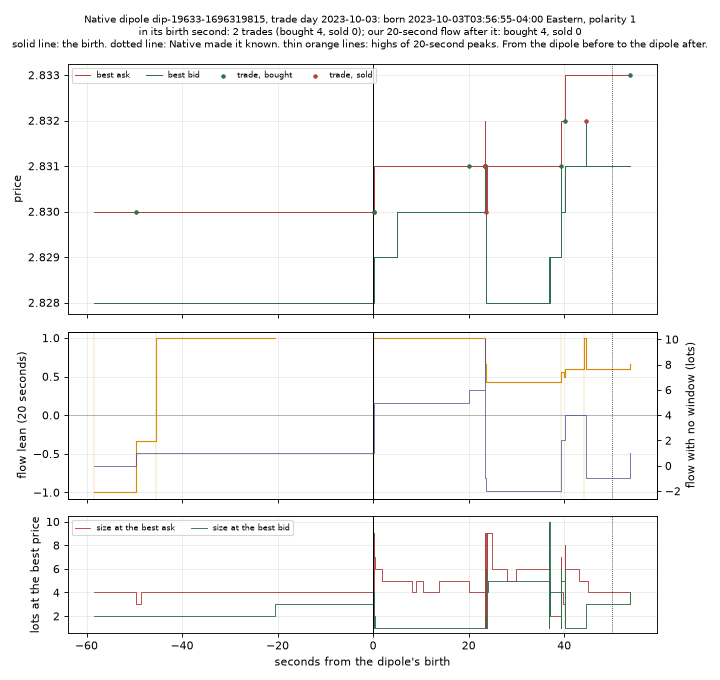 Native dipole dip-19633-1696319815, trade day 2023-10-03: born 2023-10-03T03:56:55-04:00 Eastern, polarity 1
in its birth second: 2 trades (bought 4, sold 0); our 20-second flow after it: bought 4, sold 0
solid line: the birth. dotted line: Native made it known. thin orange lines: highs of 20-second peaks. From the dipole before to the dipole after.
best ask
best bid
trade, bought
trade, sold
2.833
2.832
2.831
2.830
2.829
2.828
price
1.0
0.5
0.0
−0.5
−1.0
flow lean (20 seconds)
10
8
6
4
2
0
−2
flow with no window (lots)
size at the best ask
size at the best bid
10
8
6
4
2
lots at the best price
−60
−40
−20
0
20
40
seconds from the dipole's birth